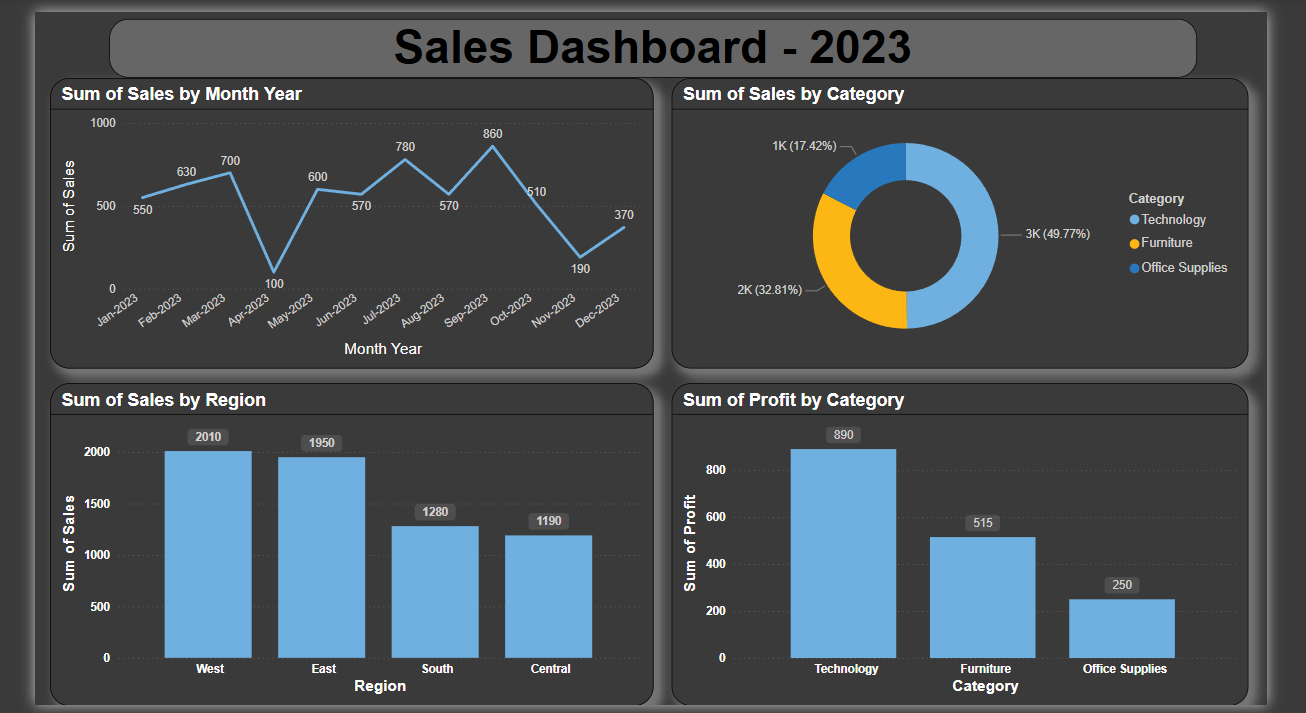 Sales Dashboard - 2023
Sum of Sales by Month Year
1000
500
0
Sum of Sales
550
630
700
100
600
570
780
570
860
510
190
370
Jan-2023
Feb-2023
Mar-2023
Apr-2023
May-2023
Jun-2023
Jul-2023
Aug-2023
Sep-2023
Oct-2023
Nov-2023
Dec-2023
Month Year
Sum of Sales by Category
1K (17.42%)
2K (32.81%)
3K (49.77%)
Category
Technology
Furniture
Office Supplies
Sum of Sales by Region
2000
1500
1000
500
0
Sum of Sales
2010
1950
1280
1190
West
East
South
Central
Region
Sum of Profit by Category
800
600
400
200
0
Sum of Profit
890
515
250
Technology
Furniture
Office Supplies
Category